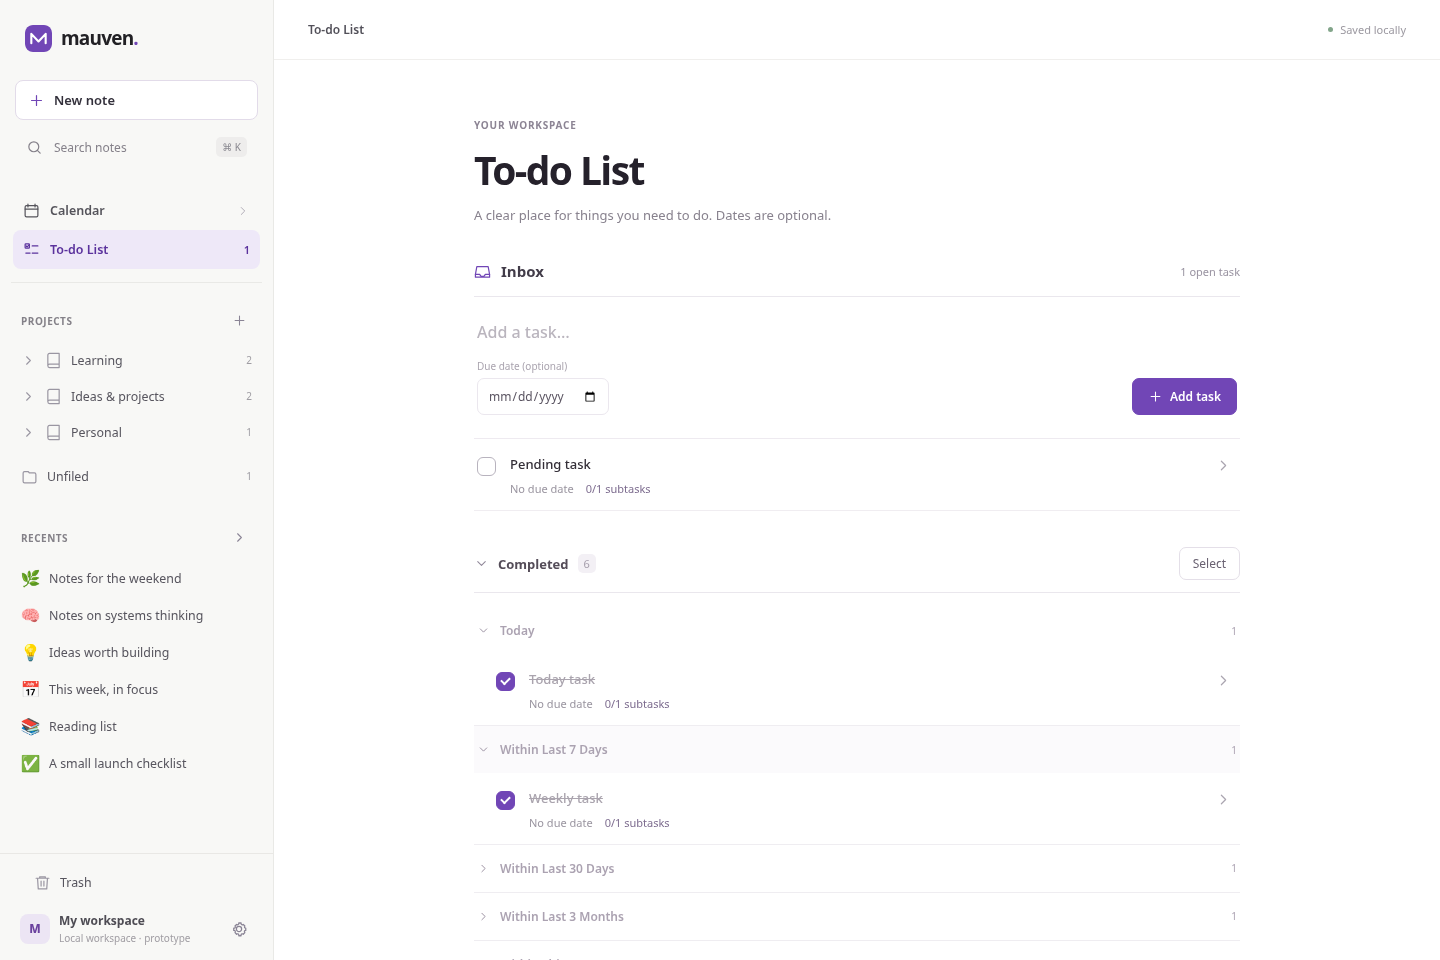 mauven.
New note
Search notes ⌘ K
Calendar
To-do List 1
PROJECTS
Learning 2
Ideas & projects 2
Personal 1
Unfiled 1
RECENTS
Notes for the weekend
Notes on systems thinking
Ideas worth building
This week, in focus
Reading list
A small launch checklist
Trash
M
My workspace
Local workspace · prototype
To-do List
Saved locally
YOUR WORKSPACE
To-do List
A clear place for things you need to do. Dates are optional.
Inbox
1 open task
Add a task...
Due date (optional)
mm/dd/yyyy
Add task
Pending task
No due date 0/1 subtasks
Completed 6
Select
Today 1
Today task
No due date 0/1 subtasks
Within Last 7 Days 1
Weekly task
No due date 0/1 subtasks
Within Last 30 Days 1
Within Last 3 Months 1